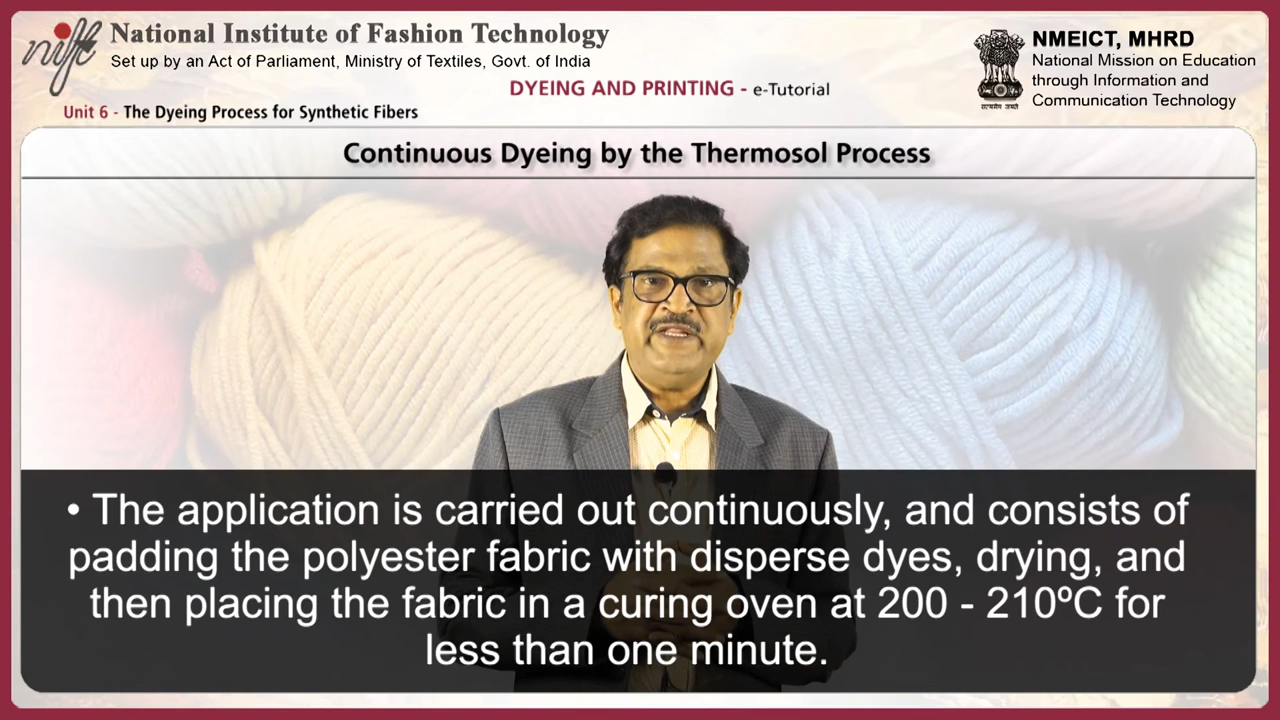 nift
National Institute of Fashion Technology
Set up by an Act of Parliament, Ministry of Textiles, Govt. of India
DYEING AND PRINTING - e-Tutorial
Unit 6 - The Dyeing Process for Synthetic Fibers
सत्यमेव जयते
NMEICT, MHRD
National Mission on Education
through Information and
Communication Technology
Continuous Dyeing by the Thermosol Process
• The application is carried out continuously, and consists of
padding the polyester fabric with disperse dyes, drying, and
then placing the fabric in a curing oven at 200 - 210ºC for
less than one minute.